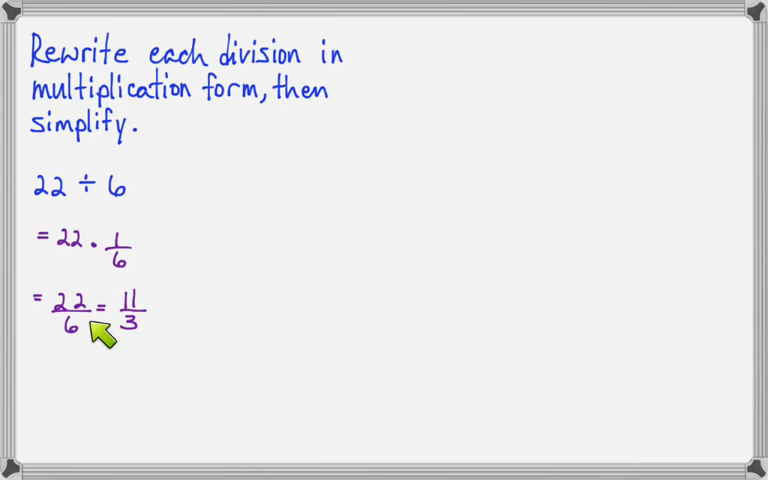 Rewrite each division in
multiplication form, then
simplify.
22 ÷ 6
= 22 · 1/6
= 22/6 = 11/3